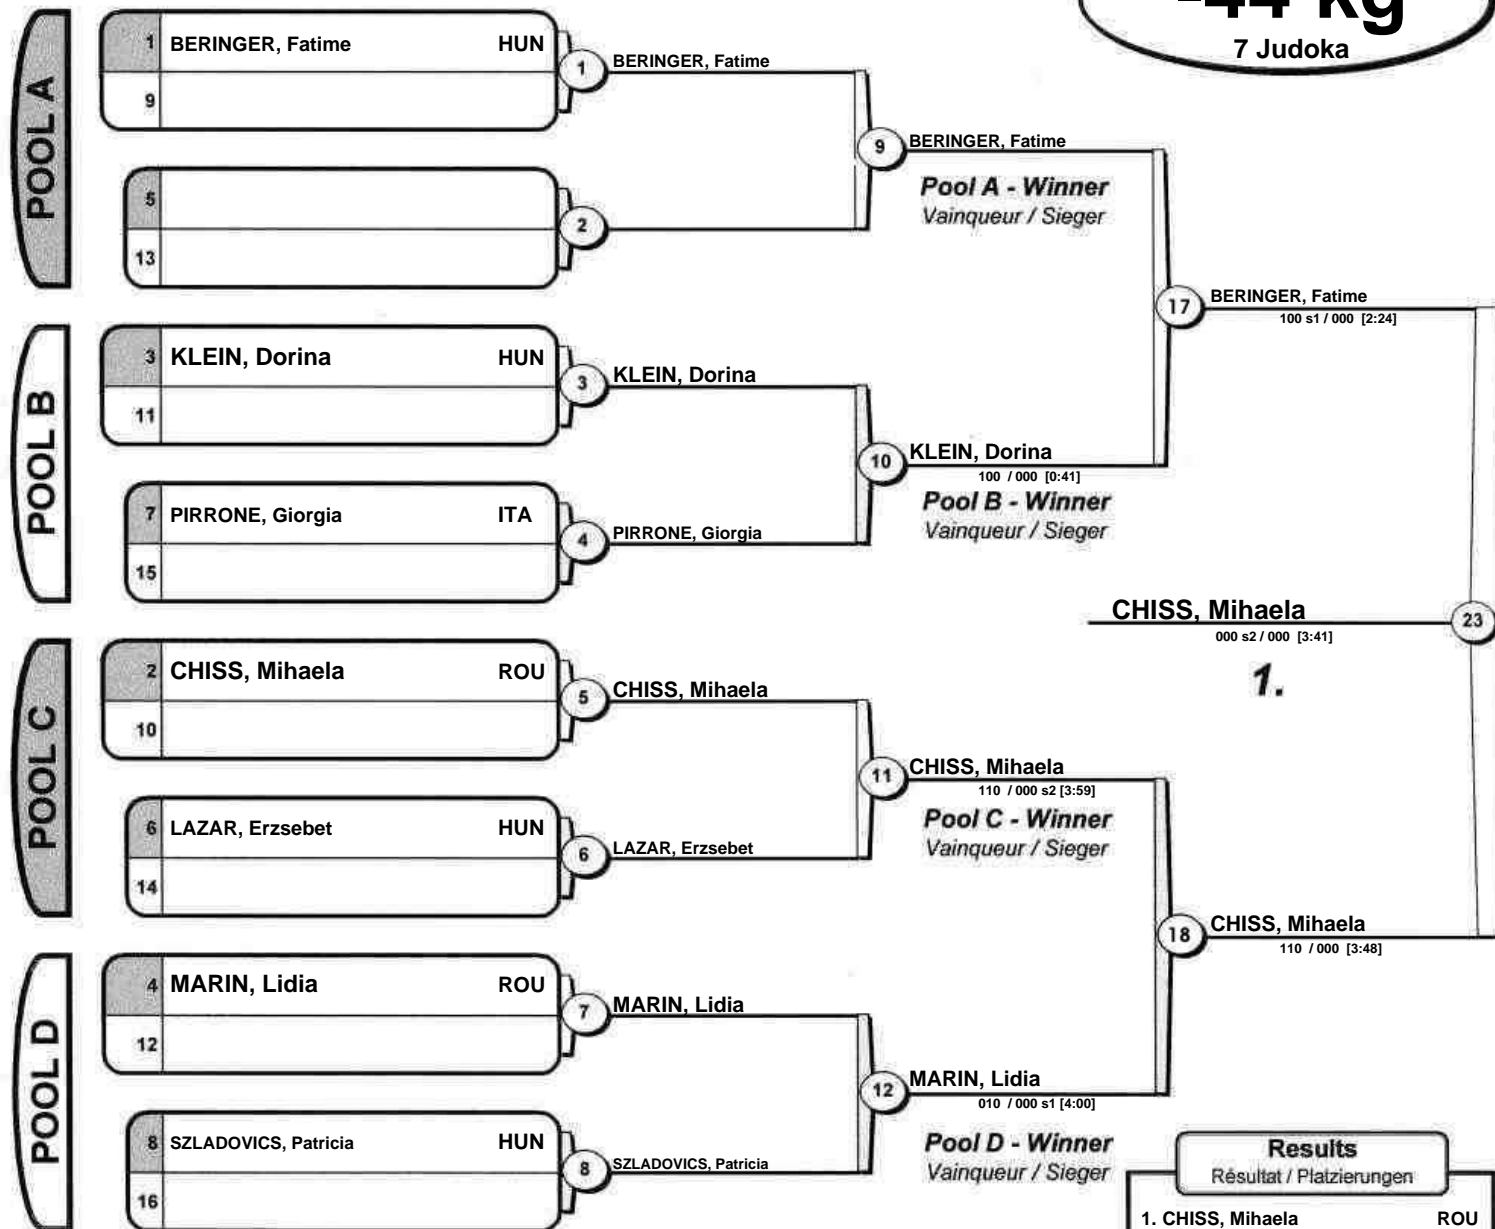 -44 kg
7 Judoka
POOL A
1 BERINGER, Fatime HUN
9
1 BERINGER, Fatime
5
13
2
9 BERINGER, Fatime
Pool A - Winner
Vainqueur / Sieger
POOL B
3 KLEIN, Dorina HUN
11
3 KLEIN, Dorina
7 PIRRONE, Giorgia ITA
15
4 PIRRONE, Giorgia
10 KLEIN, Dorina
100 / 000 [0:41]
Pool B - Winner
Vainqueur / Sieger
17 BERINGER, Fatime
100 s1 / 000 [2:24]
CHISS, Mihaela 23
000 s2 / 000 [3:41]
1.
POOL C
2 CHISS, Mihaela ROU
10
5 CHISS, Mihaela
6 LAZAR, Erzsebet HUN
14
6 LAZAR, Erzsebet
11 CHISS, Mihaela
110 / 000 s2 [3:59]
Pool C - Winner
Vainqueur / Sieger
18 CHISS, Mihaela
110 / 000 [3:48]
POOL D
4 MARIN, Lidia ROU
12
7 MARIN, Lidia
8 SZLADOVICS, Patricia HUN
16
8 SZLADOVICS, Patricia
12 MARIN, Lidia
010 / 000 s1 [4:00]
Pool D - Winner
Vainqueur / Sieger
Results
Résultat / Platzierungen
1. CHISS, Mihaela ROU